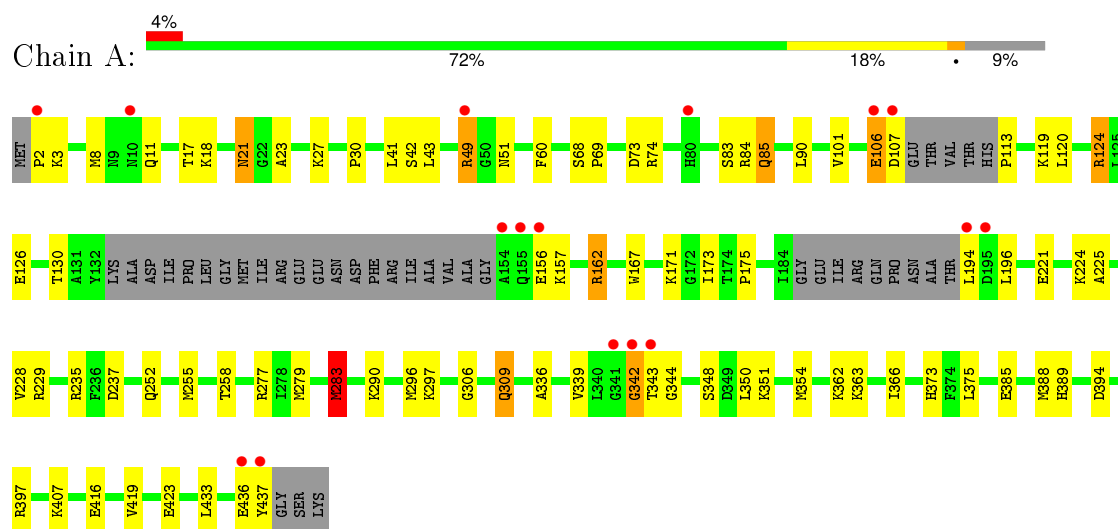 4%
Chain A:
72% 18% • 9%
MET P2 K3 M8 N9 N10 Q11 T17 K18 N21 G22 A23 K27 P30 L41 S42 L43 R49 G50 N51 F60 S68 P69 D73 R74 H80 S83 R84 Q85 L90 V101 E106 D107 GLU THR VAL THR HIS P113 K119 L120 R124 L125
E126 T130 A131 Y132 LYS ALA ASP ILE PRO LEU GLY MET ILE ARG GLU GLU ASN ASP PHE ARG ILE ALA VAL ALA GLY A154 Q155 E156 K157 R162 W167 K171 G172 I173 T174 P175 I184 GLY GLU ILE ARG GLN PRO ASN ALA THR L194 D195 L196 E221 K224 A225
V228 R229 R235 F236 D237 Q252 M255 T258 R277 I278 M279 M283 K290 M296 K297 G306 Q309 A336 V339 L340 G341 G342 T343 G344 S348 D349 L350 K351 M354 K362 K363 I366 H373 F374 L375 E385 M388 H389 D394
R397 K407 E416 V419 E423 L433 E436 Y437 GLY SER LYS